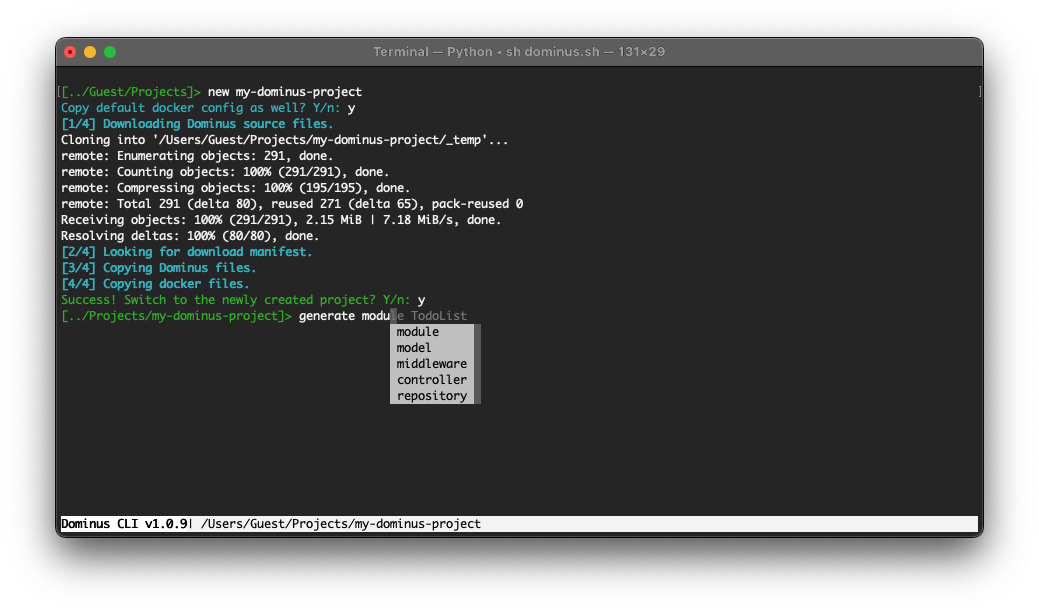 Terminal — Python • sh dominus.sh — 131×29
[[../Guest/Projects]> new my-dominus-project ]
Copy default docker config as well? Y/n: y
[1/4] Downloading Dominus source files.
Cloning into '/Users/Guest/Projects/my-dominus-project/_temp'...
remote: Enumerating objects: 291, done.
remote: Counting objects: 100% (291/291), done.
remote: Compressing objects: 100% (195/195), done.
remote: Total 291 (delta 80), reused 271 (delta 65), pack-reused 0
Receiving objects: 100% (291/291), 2.15 MiB | 7.18 MiB/s, done.
Resolving deltas: 100% (80/80), done.
[2/4] Looking for download manifest.
[3/4] Copying Dominus files.
[4/4] Copying docker files.
Success! Switch to the newly created project? Y/n: y
[../Projects/my-dominus-project]> generate module TodoList
module
model
middleware
controller
repository
Dominus CLI v1.0.9| /Users/Guest/Projects/my-dominus-project